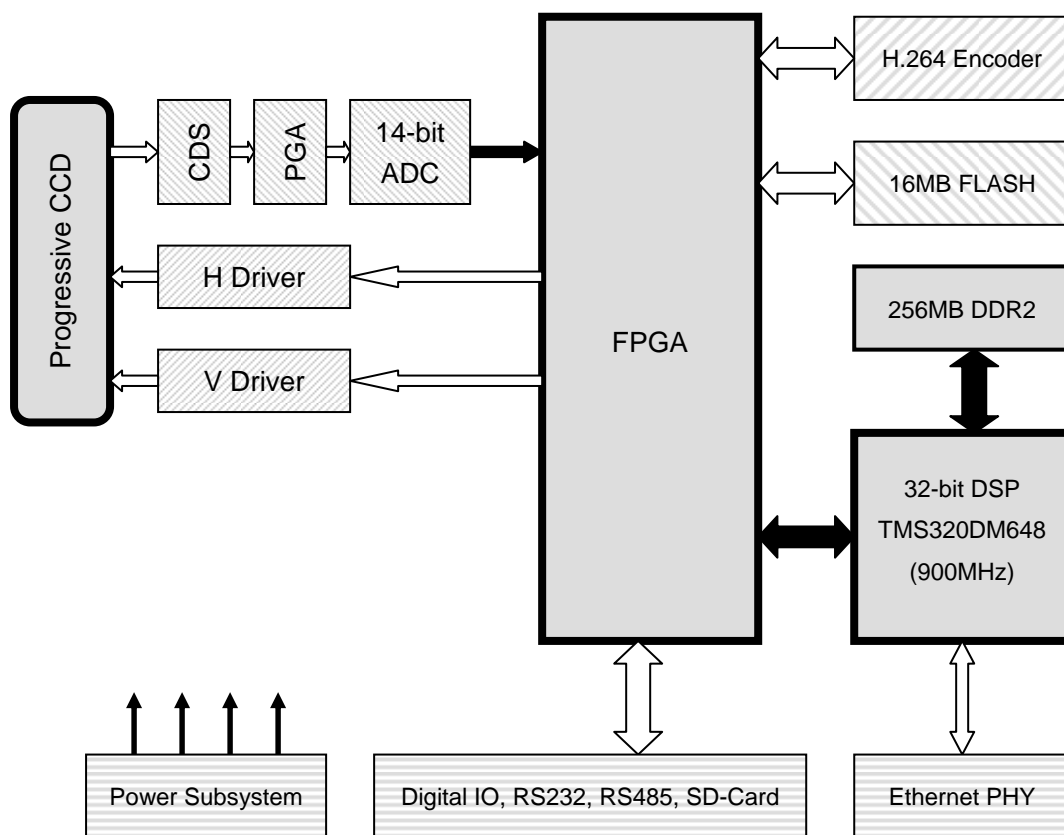 H.264 Encoder
Progressive CCD
CDS
PGA
14-bit
ADC
16MB FLASH
H Driver
256MB DDR2
FPGA
V Driver
32-bit DSP
TMS320DM648
(900MHz)
Power Subsystem
Digital IO, RS232, RS485, SD-Card
Ethernet PHY